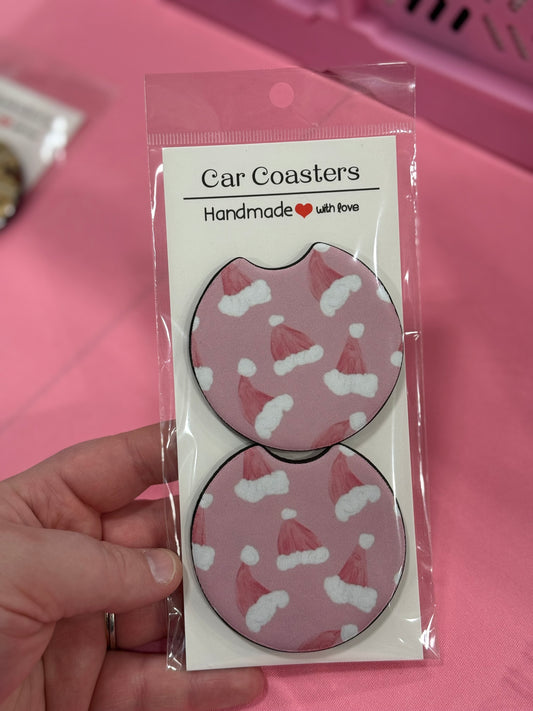 Car Coasters
Handmade ❤ with love